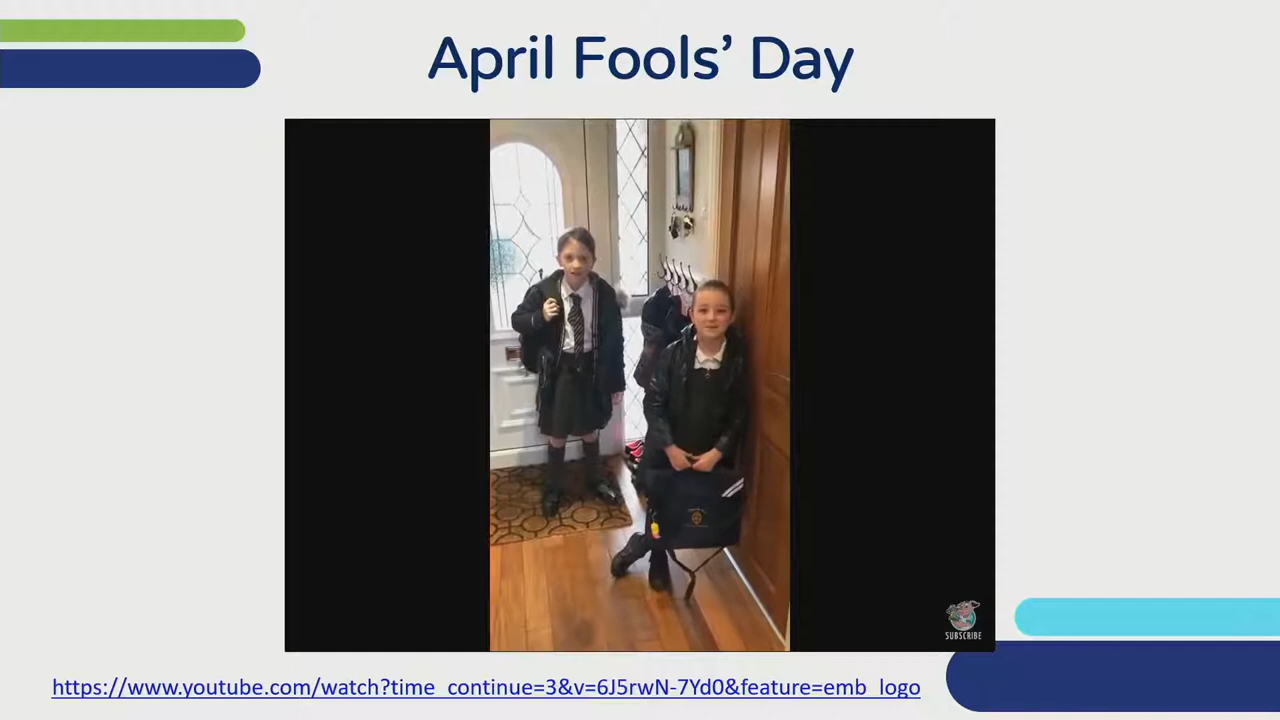 April Fools’ Day
SUBSCRIBE
https://www.youtube.com/watch?time_continue=3&v=6J5rwN-7Yd0&feature=emb_logo